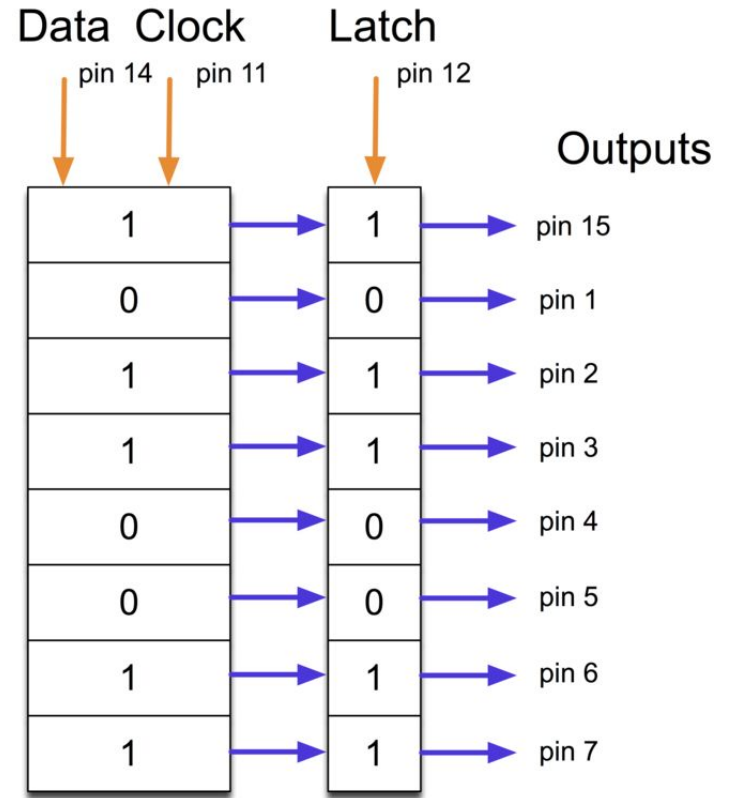 Data Clock Latch
pin 14 pin 11 pin 12
Outputs
1 1 pin 15
0 0 pin 1
1 1 pin 2
1 1 pin 3
0 0 pin 4
0 0 pin 5
1 1 pin 6
1 1 pin 7